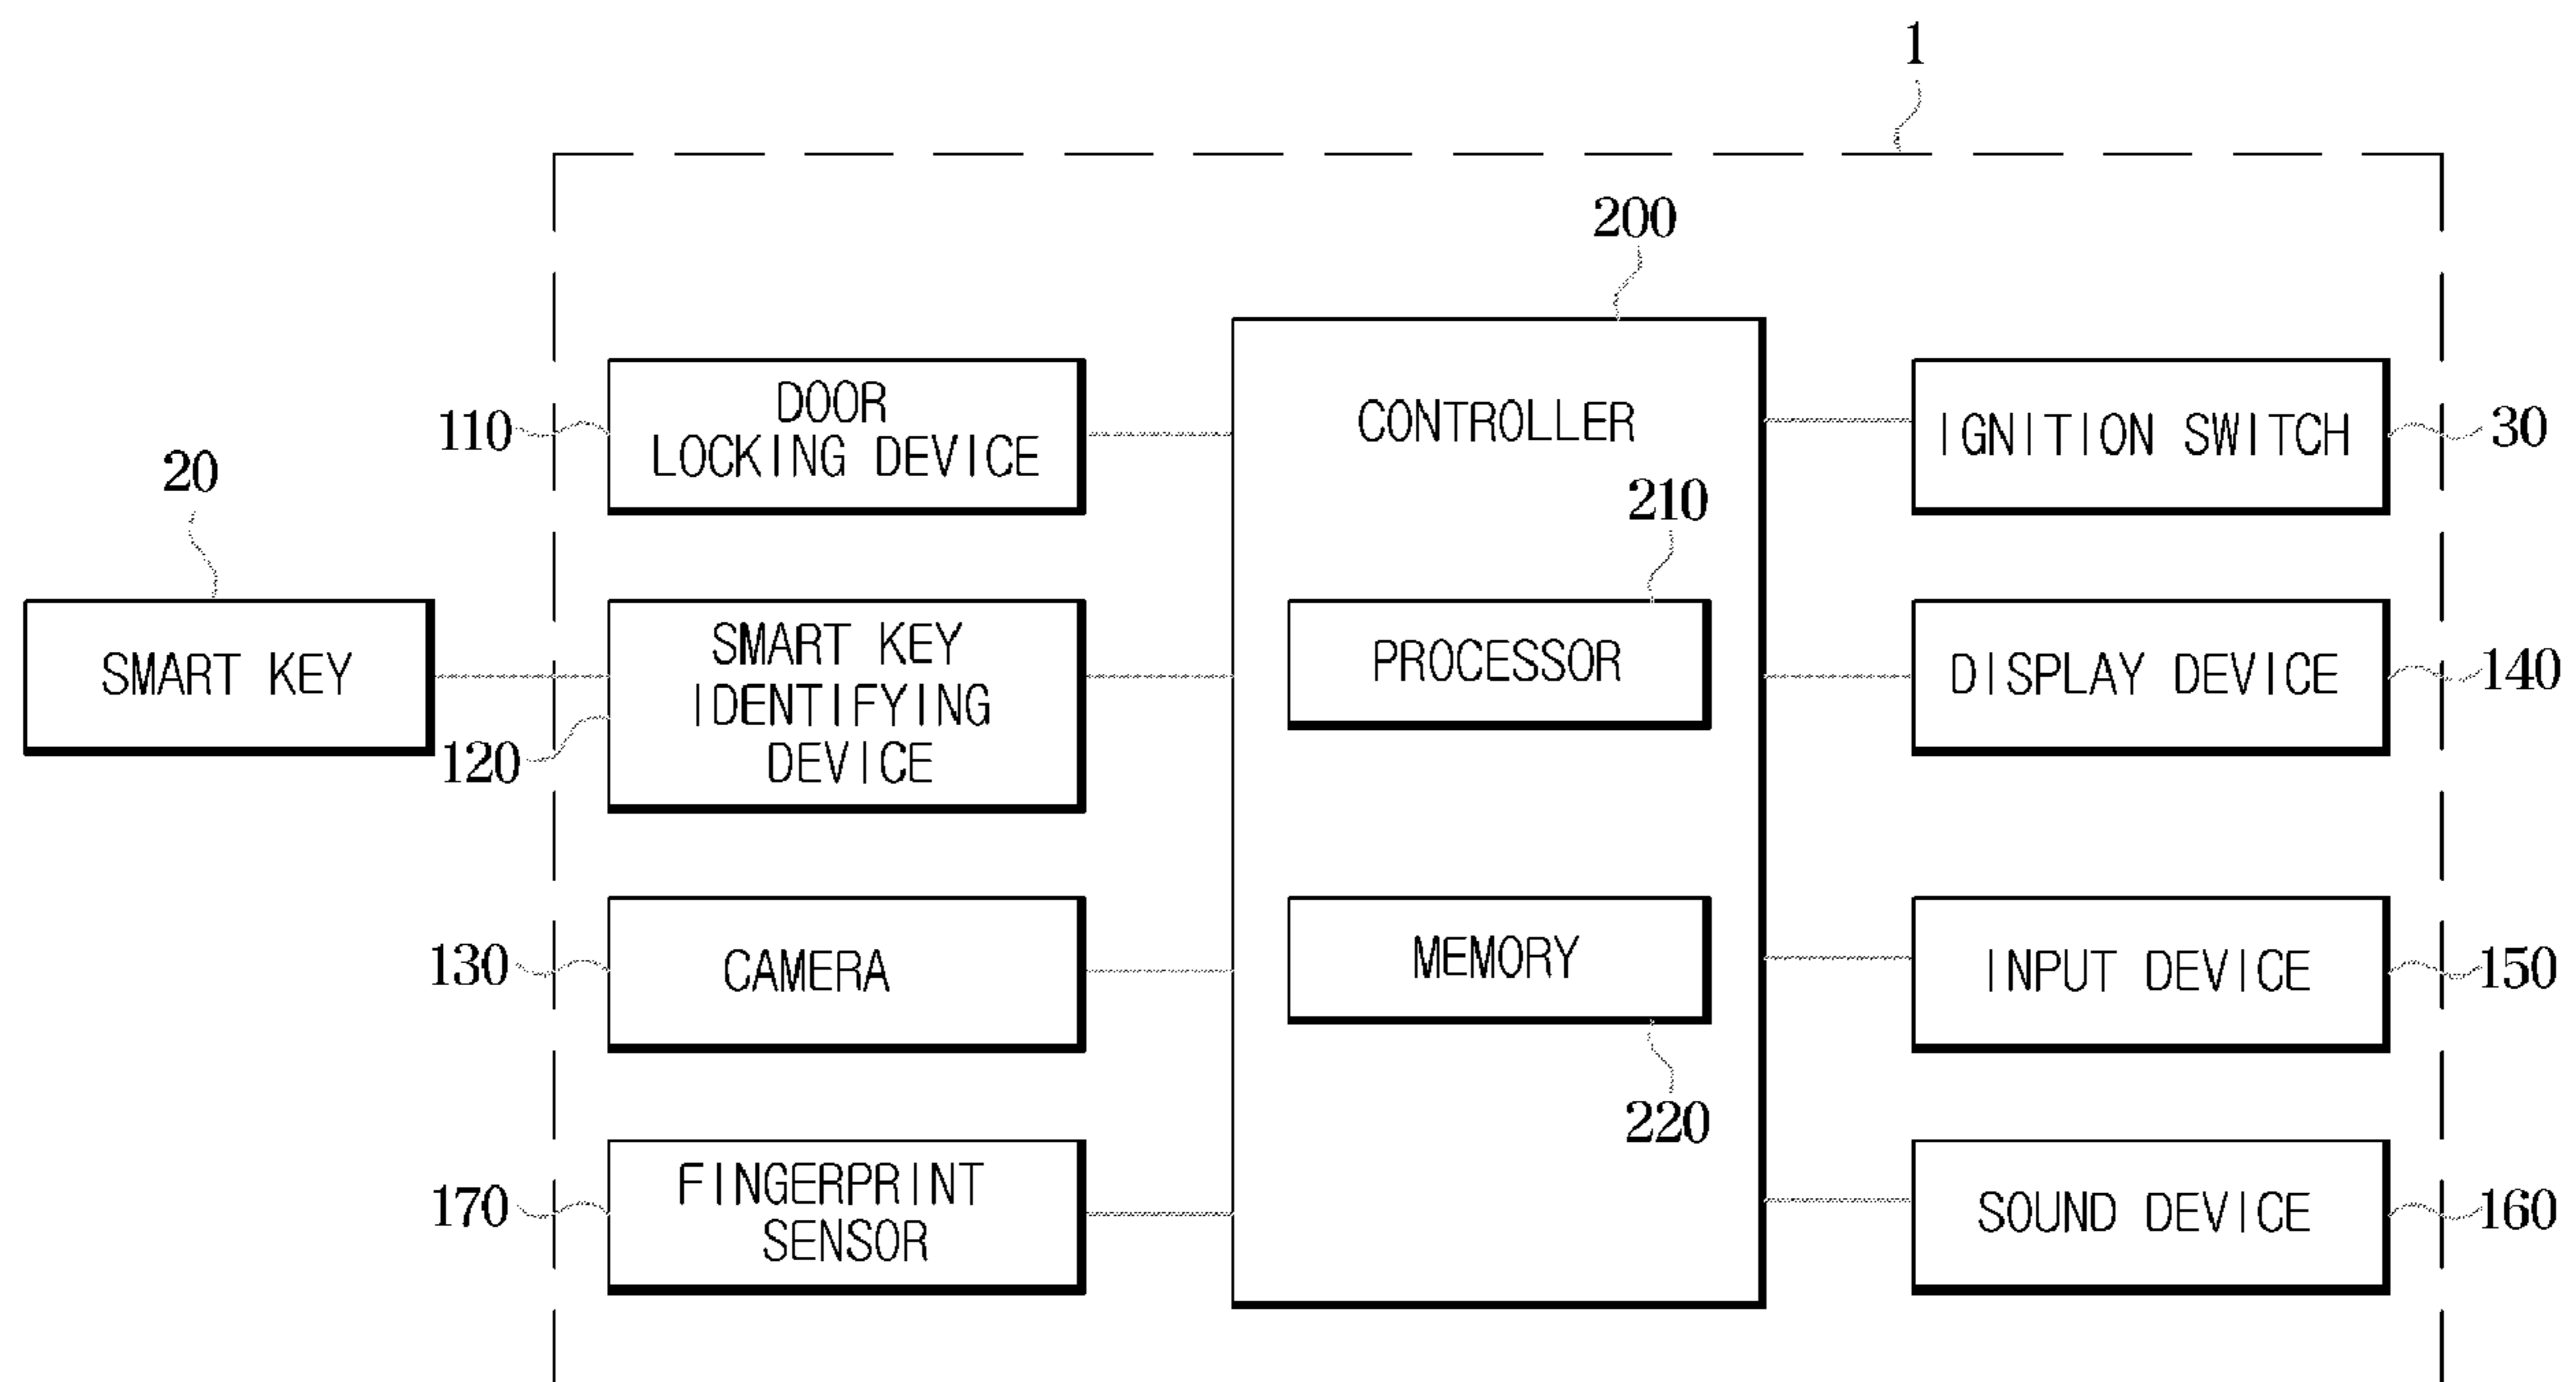 1
200
DOOR
LOCKING DEVICE
110
CONTROLLER
IGNITION SWITCH
30
20
210
SMART KEY
SMART KEY
IDENTIFYING
DEVICE
120
PROCESSOR
DISPLAY DEVICE
140
130
CAMERA
MEMORY
INPUT DEVICE
150
220
170
FINGERPRINT
SENSOR
SOUND DEVICE
160